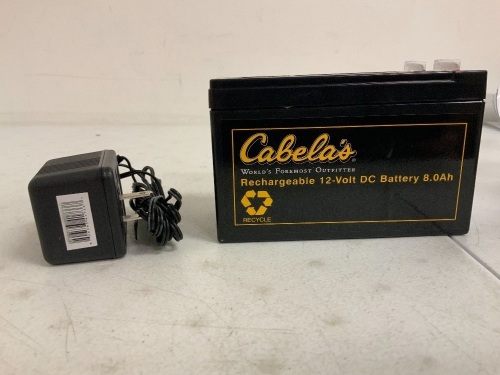 Cabela's
WORLD'S FOREMOST OUTFITTER
Rechargeable 12-Volt DC Battery 8.0Ah
RECYCLE